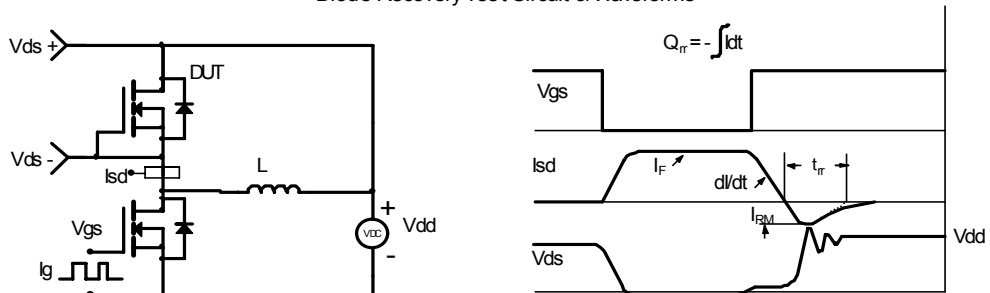 Diode Recovery Test Circuit & Waveforms
Vds +
DUT
Vds -
Isd
L
Vgs
Ig
+
VDC
-
Vdd
Qrr = - ∫Idt
Vgs
Isd
IF
dI/dt
trr
IRM
Vdd
Vds